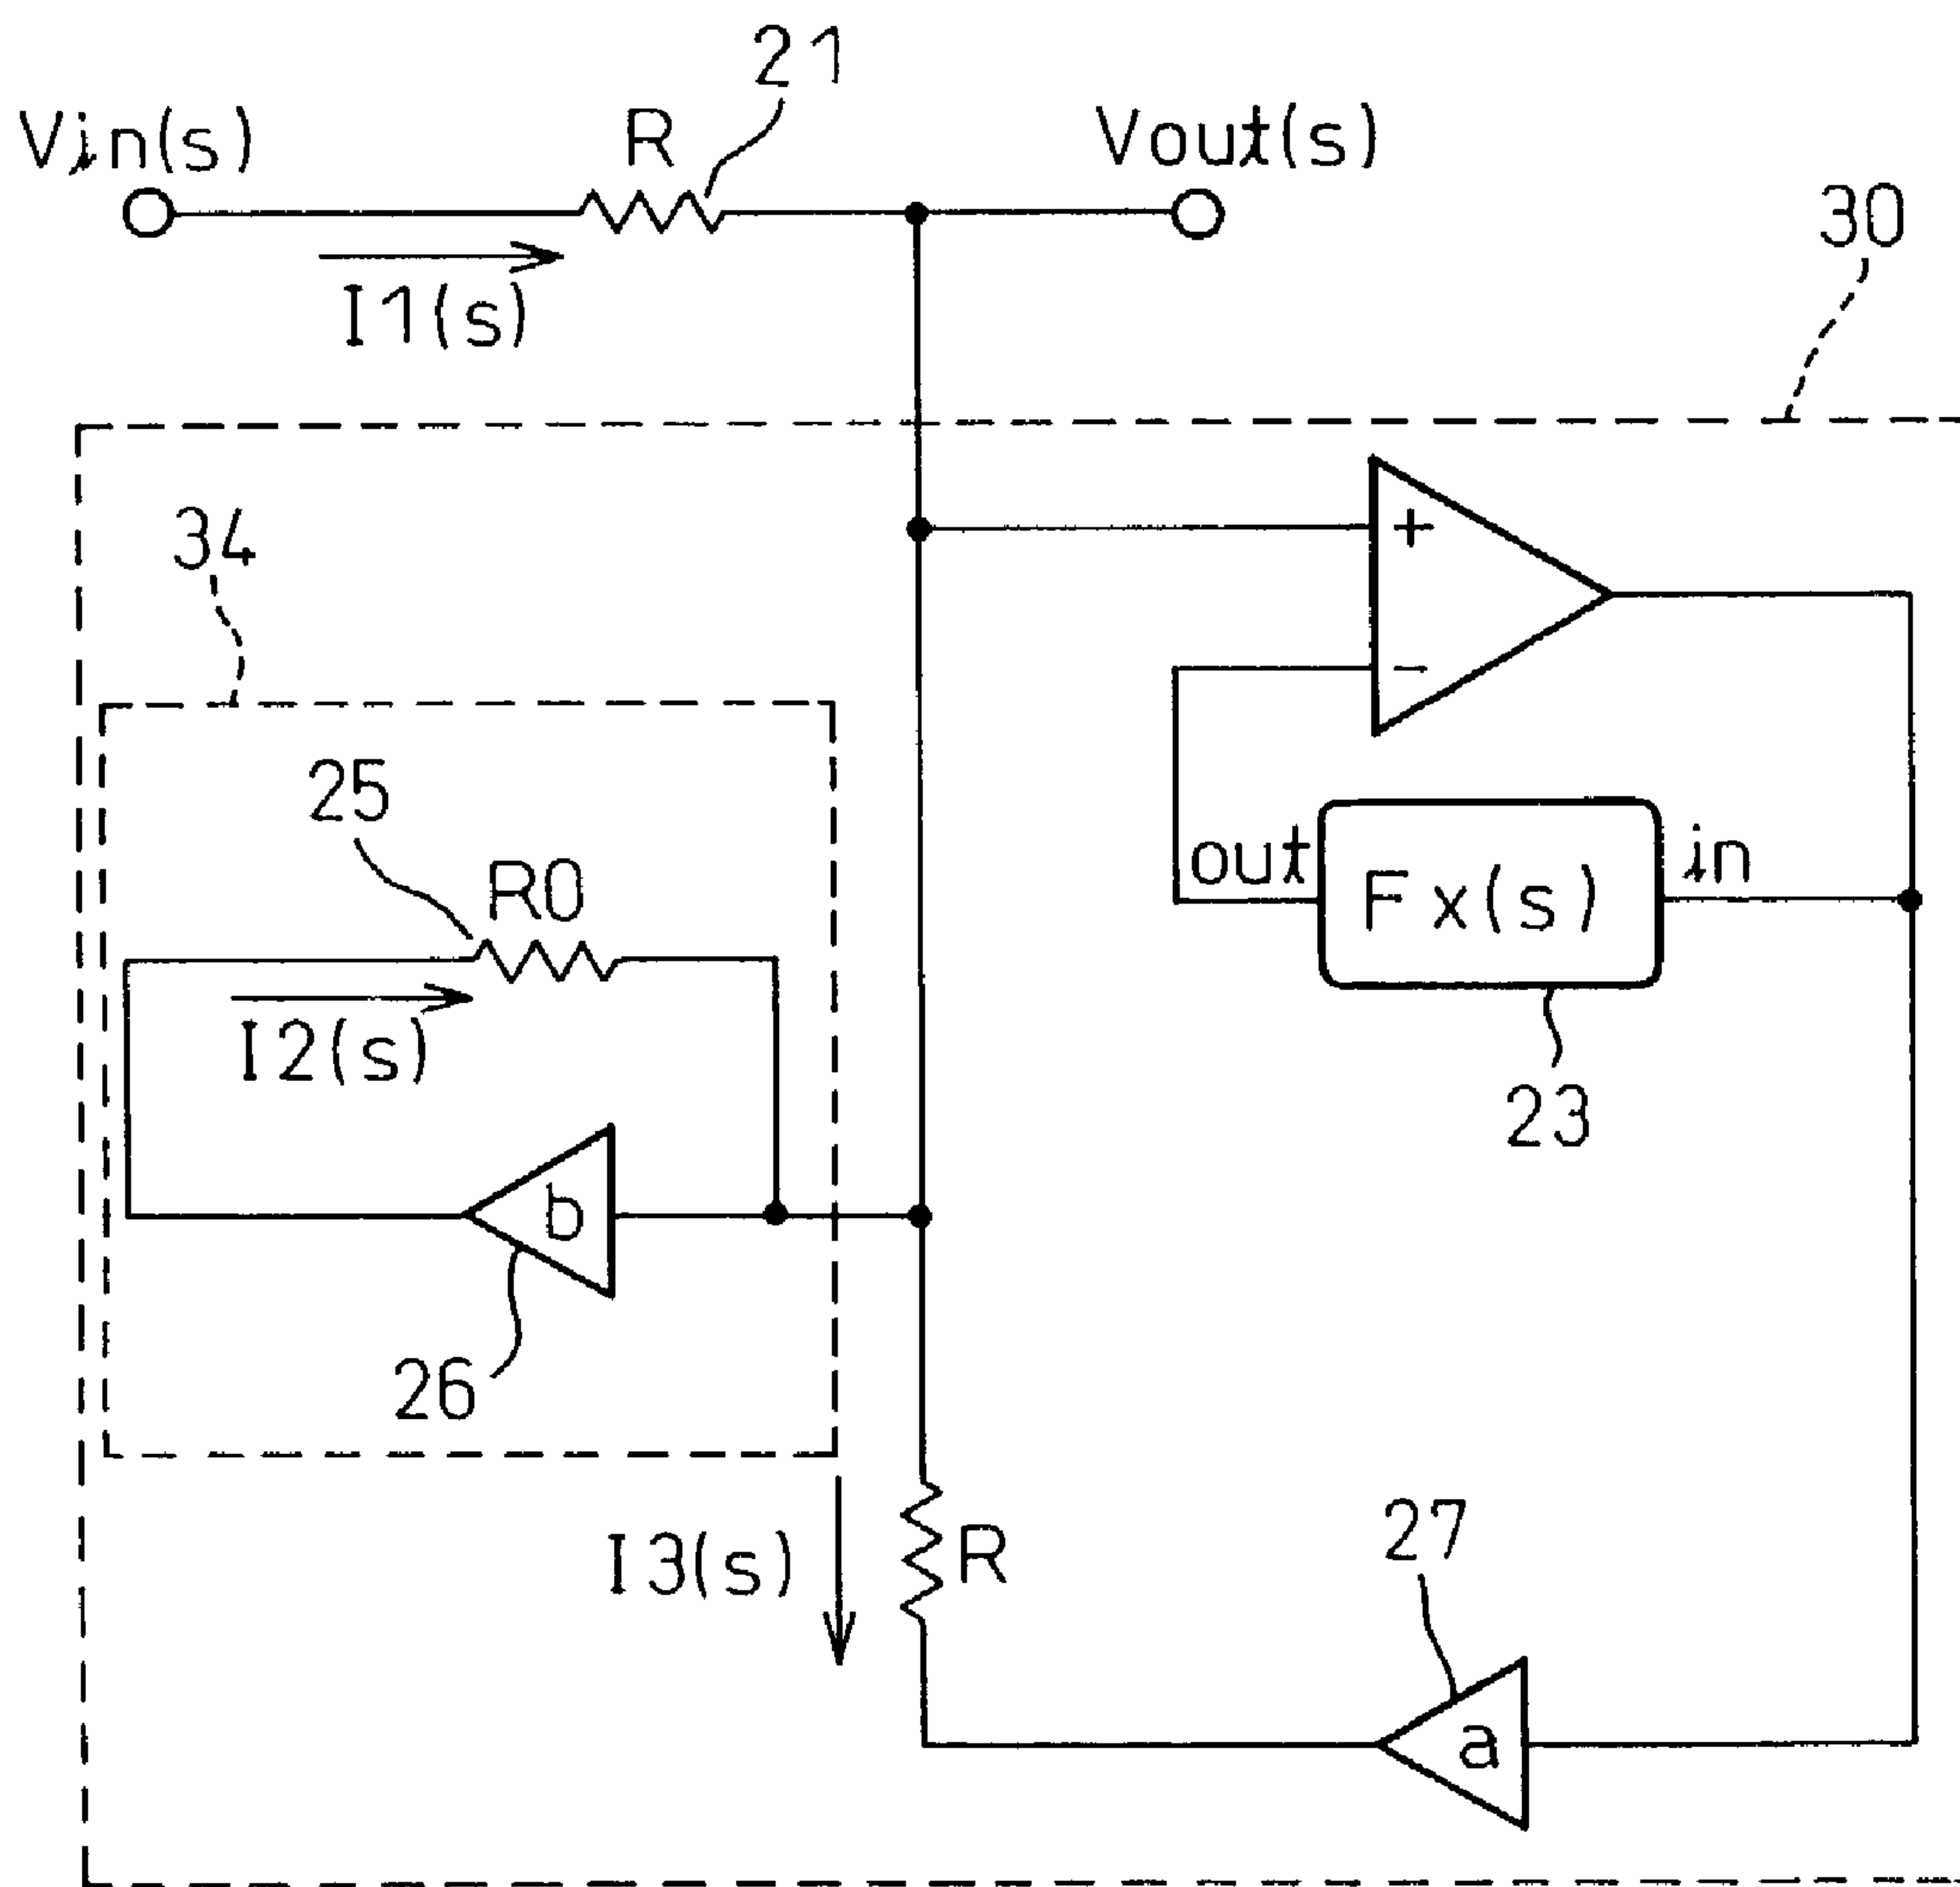 21
Vin(s)
R
Vout(s)
30
I1(s)
34
+
-
25
R0
out
Fx(s)
in
I2(s)
23
b
26
I3(s)
R
27
a